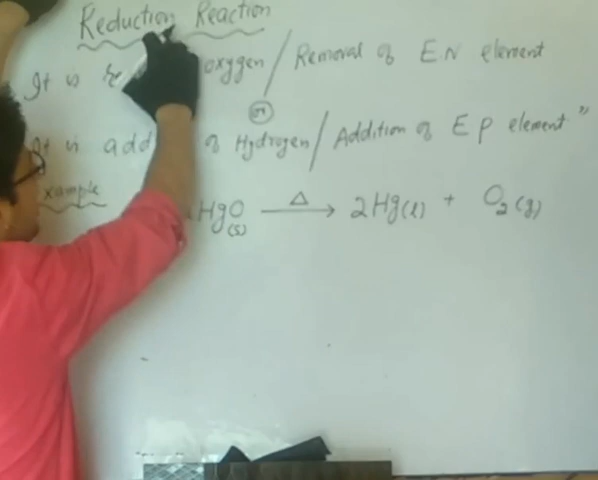 Reduction Reaction
It is oxygen / Removal of EN element
(or)
It is add of Hydrogen / Addition of EP element"
xample
HgO(s) —Δ→ 2Hg(l) + O₂(g)